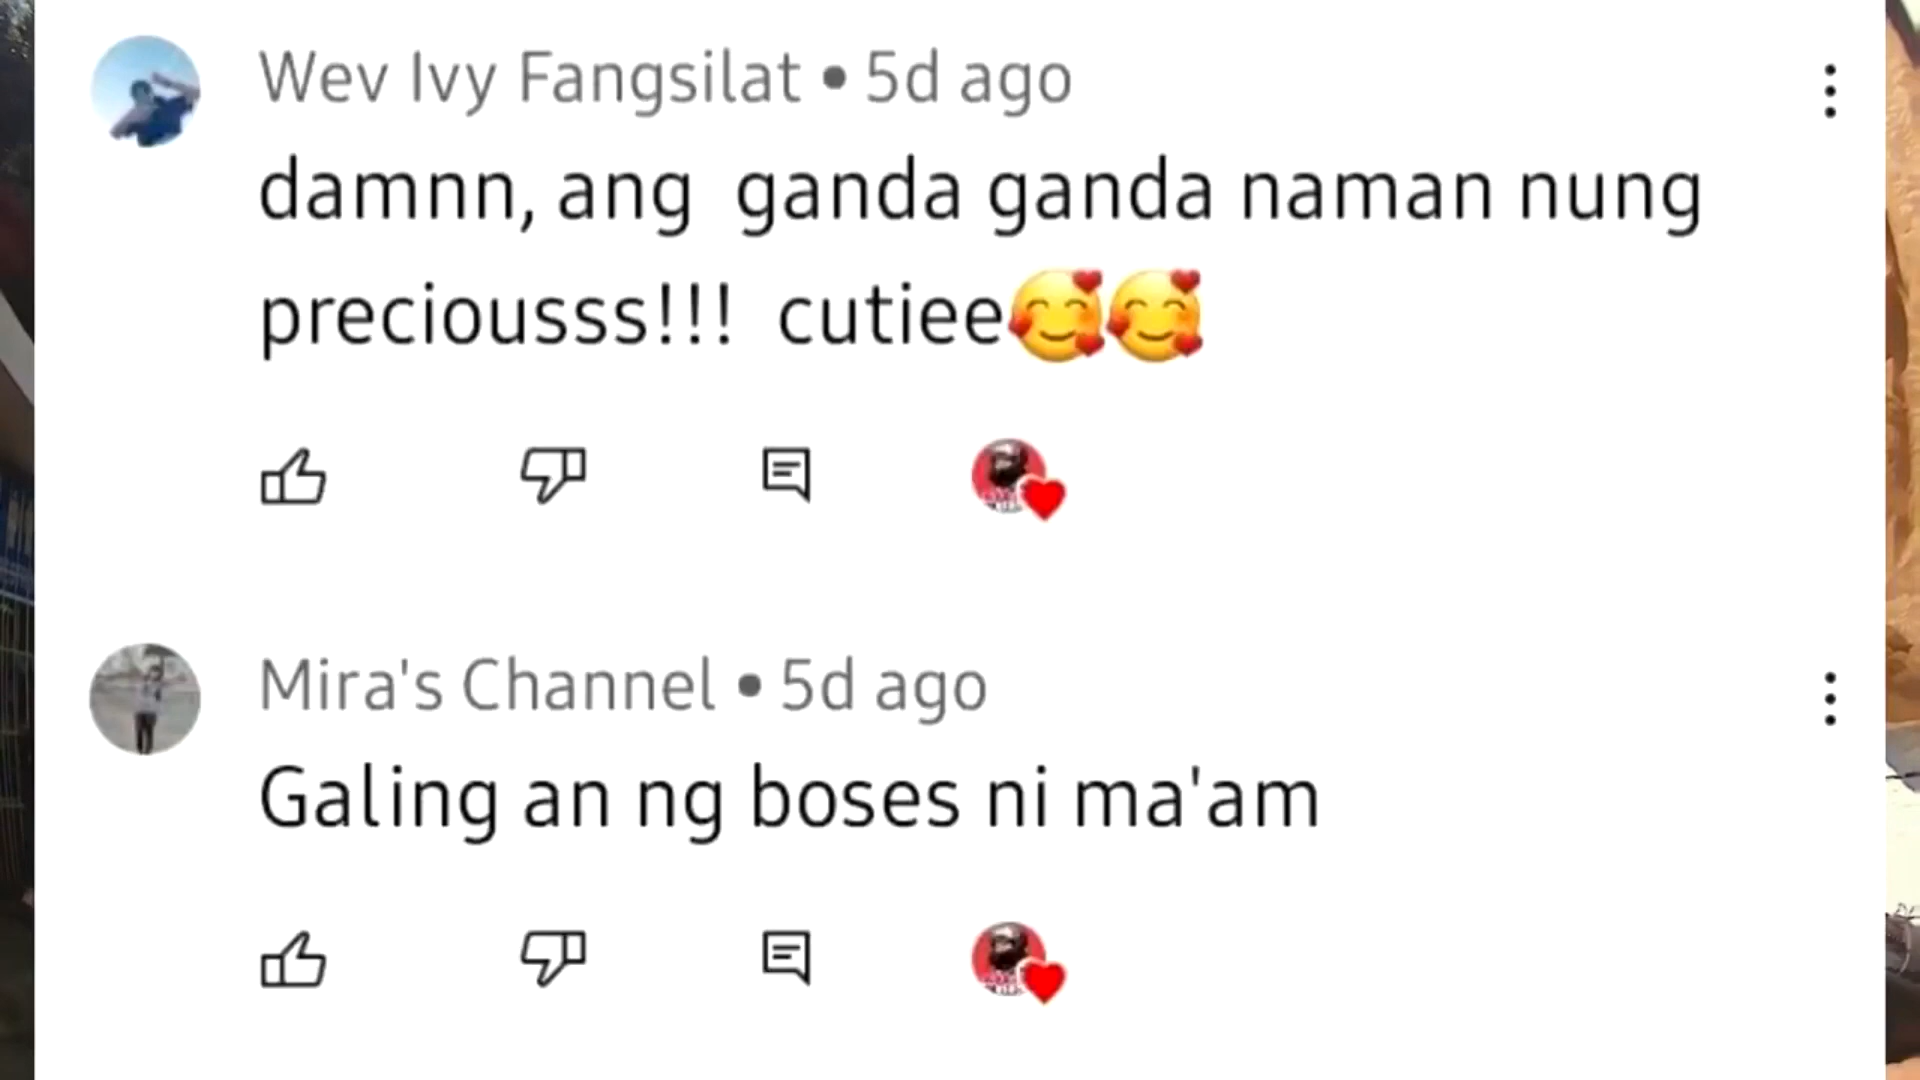 Wev Ivy Fangsilat • 5d ago
damnn, ang ganda ganda naman nung
preciousss!!! cutiee🥰🥰
Mira's Channel • 5d ago
Galing an ng boses ni ma'am